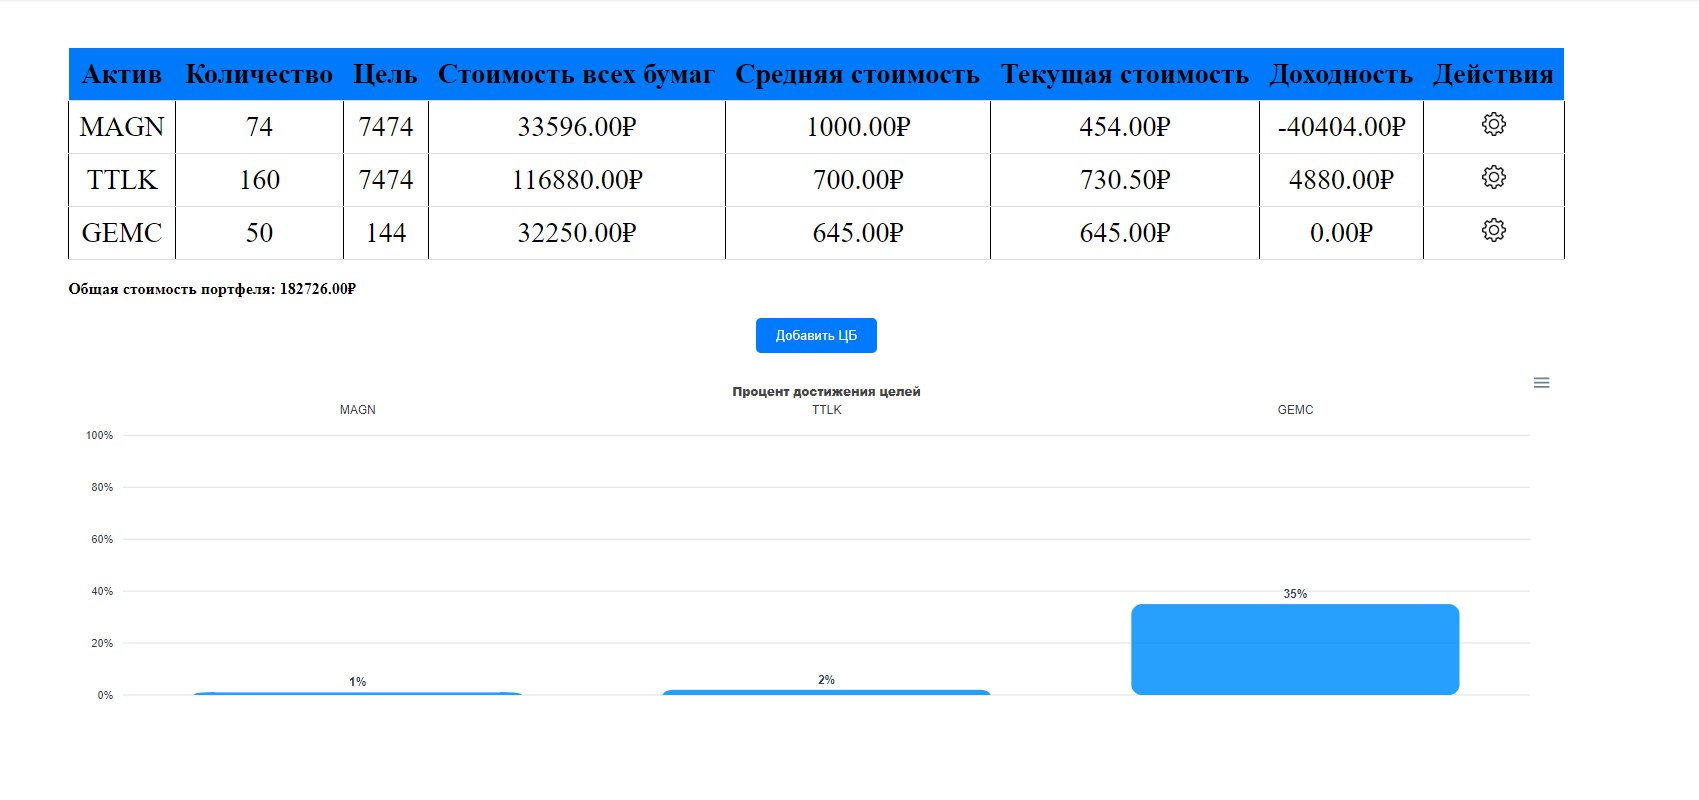 Актив Количество Цель Стоимость всех бумаг Средняя стоимость Текущая стоимость Доходность Действия
MAGN 74 7474 33596.00₽ 1000.00₽ 454.00₽ -40404.00₽
TTLK 160 7474 116880.00₽ 700.00₽ 730.50₽ 4880.00₽
GEMC 50 144 32250.00₽ 645.00₽ 645.00₽ 0.00₽
Общая стоимость портфеля: 182726.00₽
Добавить ЦБ
Процент достижения целей
MAGN TTLK GEMC
100%
80%
60%
40%
35%
20%
1% 2%
0%